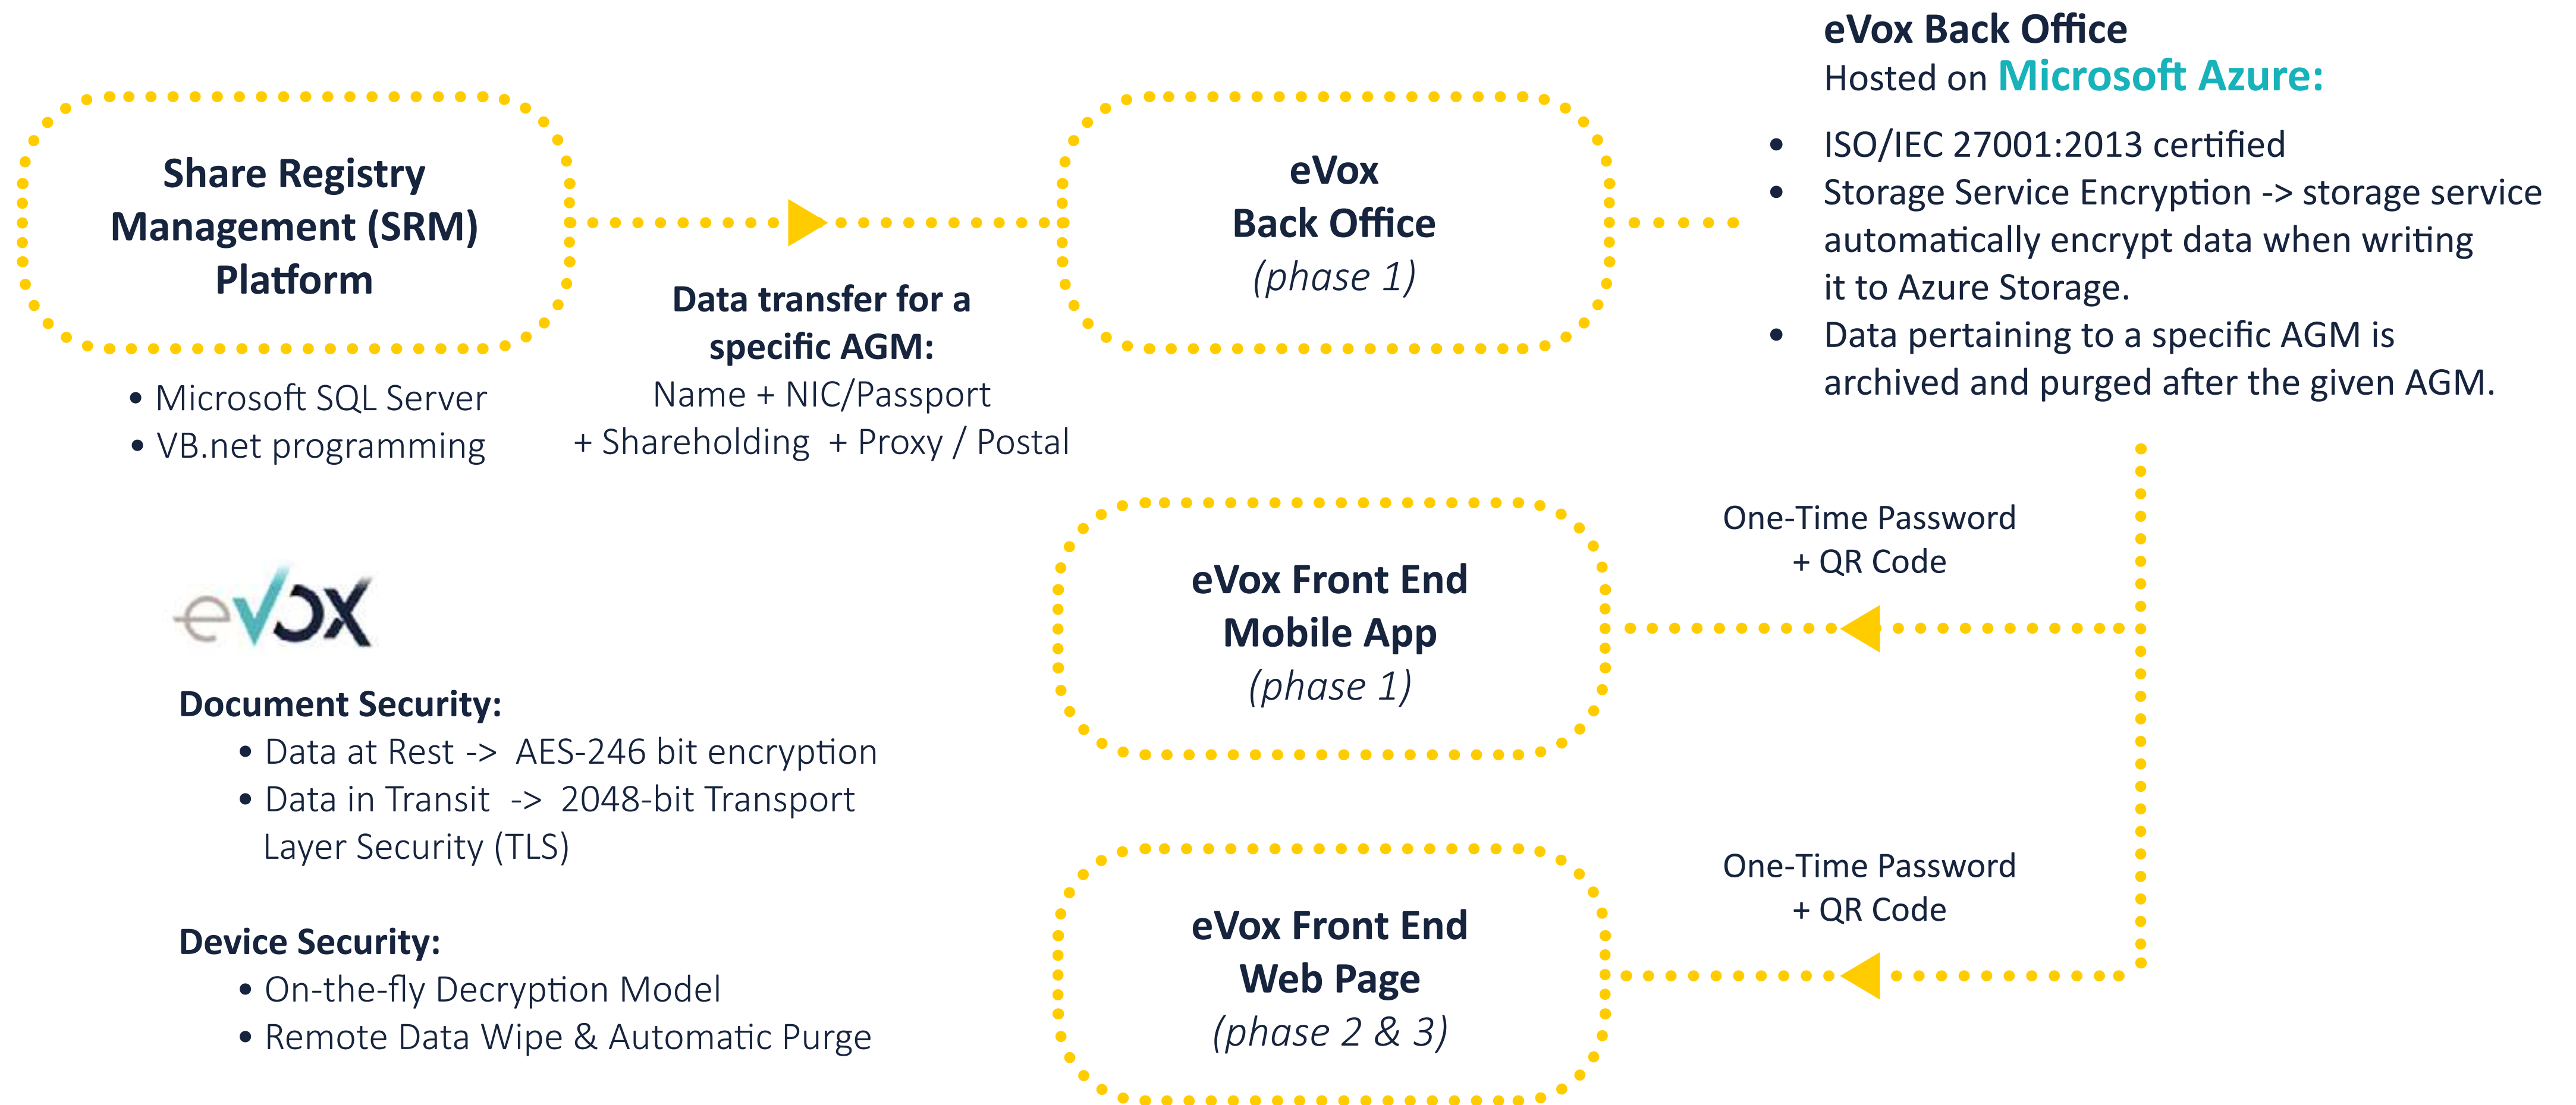 Share Registry
Management (SRM)
Platform
• Microsoft SQL Server
• VB.net programming
Data transfer for a
specific AGM:
Name + NIC/Passport
+ Shareholding + Proxy / Postal
eVox
Back Office
(phase 1)
eVox Back Office
Hosted on Microsoft Azure:
• ISO/IEC 27001:2013 certified
• Storage Service Encryption -> storage service
automatically encrypt data when writing
it to Azure Storage.
• Data pertaining to a specific AGM is
archived and purged after the given AGM.
One-Time Password
+ QR Code
eVox Front End
Mobile App
(phase 1)
One-Time Password
+ QR Code
eVox Front End
Web Page
(phase 2 & 3)
evox
Document Security:
• Data at Rest -> AES-246 bit encryption
• Data in Transit -> 2048-bit Transport
Layer Security (TLS)
Device Security:
• On-the-fly Decryption Model
• Remote Data Wipe & Automatic Purge